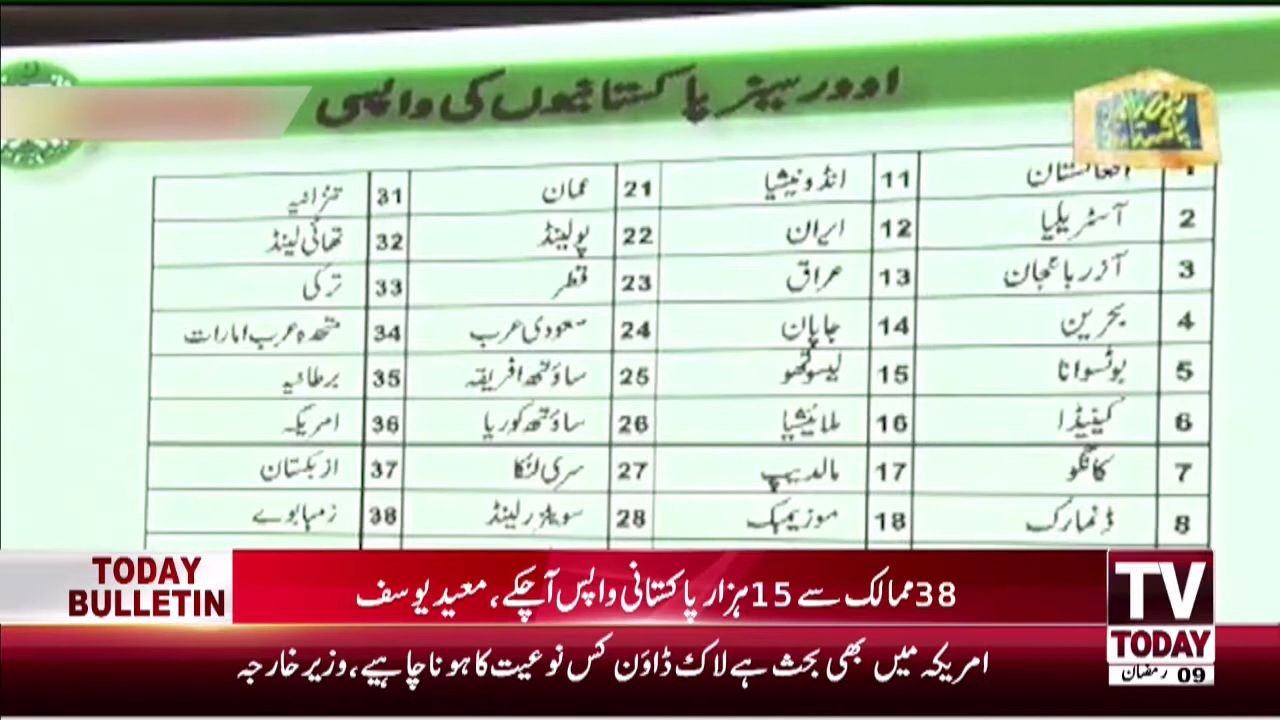 اوورسیز پاکستانیوں کی واپسی
افغانستان 11 انڈونیشیا 21 عمان 31 تنزانیہ
2 آسٹریلیا 12 ایران 22 پولینڈ 32 تھائی لینڈ
3 آذربائیجان 13 عراق 23 قطر 33 ترکی
4 بحرین 14 جاپان 24 سعودی عرب 34 متحدہ عرب امارات
5 بوٹسوانا 15 لیسوتھو 25 ساؤتھ افریقہ 35 برطانیہ
6 کینیڈا 16 ملائیشیا 26 ساؤتھ کوریا 36 امریکہ
7 کانگو 17 مالدیپ 27 سری لنکا 37 ازبکستان
8 ڈنمارک 18 موزیمبک 28 سویٹزرلینڈ 38 زمبابوے
TODAY
BULLETIN
38 ممالک سے 15 ہزار پاکستانی واپس آچکے، معید یوسف
امریکہ میں بھی بحث ہے لاک ڈاؤن کس نوعیت کا ہونا چاہیے، وزیر خارجہ
TV
TODAY
09 رمضان